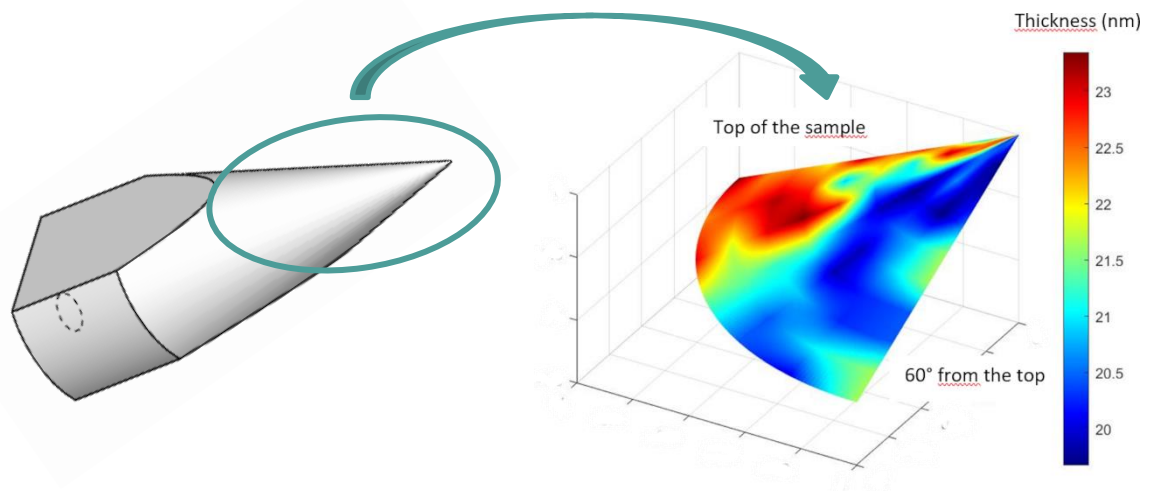 Thickness (nm)
Top of the sample
60° from the top
23
22.5
22
21.5
21
20.5
20